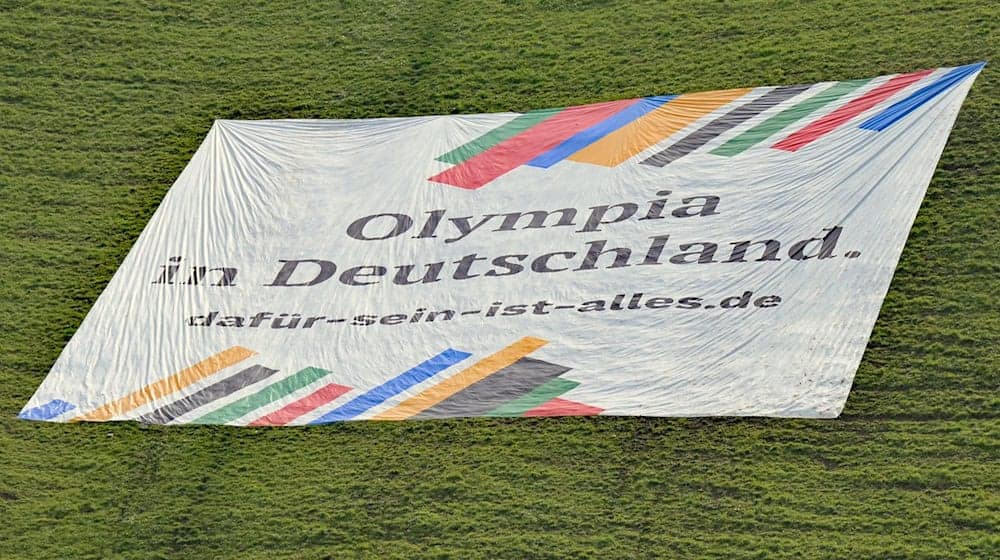 Olympia
in Deutschland.
dafür-sein-ist-alles.de